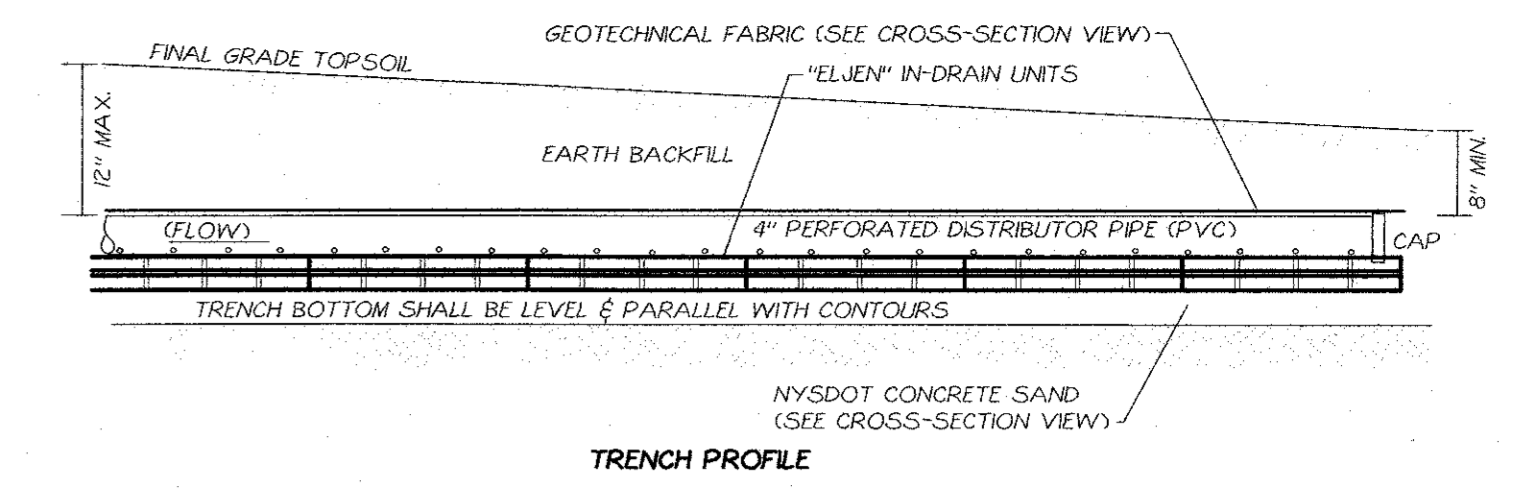 GEOTECHNICAL FABRIC (SEE CROSS-SECTION VIEW)
FINAL GRADE TOPSOIL
"ELJEN" IN-DRAIN UNITS
12" MAX.
EARTH BACKFILL
8" MIN.
(FLOW)
4" PERFORATED DISTRIBUTOR PIPE (PVC)
CAP
TRENCH BOTTOM SHALL BE LEVEL & PARALLEL WITH CONTOURS
NYSDOT CONCRETE SAND
(SEE CROSS-SECTION VIEW)
TRENCH PROFILE